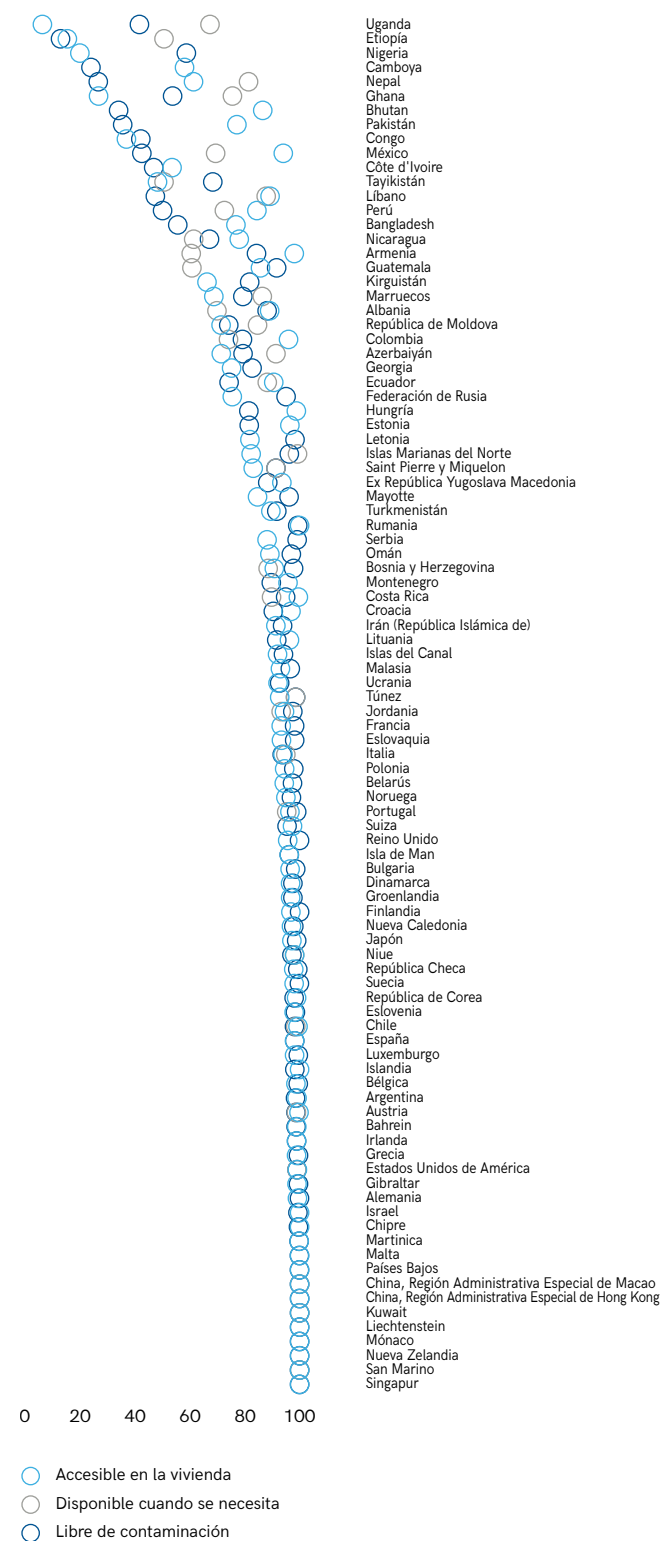 Uganda
Etiopía
Nigeria
Camboya
Nepal
Ghana
Bhutan
Pakistán
Congo
México
Côte d'Ivoire
Tayikistán
Líbano
Perú
Bangladesh
Nicaragua
Armenia
Guatemala
Kirguistán
Marruecos
Albania
República de Moldova
Colombia
Azerbaiyán
Georgia
Ecuador
Federación de Rusia
Hungría
Estonia
Letonia
Islas Marianas del Norte
Saint Pierre y Miquelon
Ex República Yugoslava Macedonia
Mayotte
Turkmenistán
Rumania
Serbia
Omán
Bosnia y Herzegovina
Montenegro
Costa Rica
Croacia
Irán (República Islámica de)
Lituania
Islas del Canal
Malasia
Ucrania
Túnez
Jordania
Francia
Eslovaquia
Italia
Polonia
Belarús
Noruega
Portugal
Suiza
Reino Unido
Isla de Man
Bulgaria
Dinamarca
Groenlandia
Finlandia
Nueva Caledonia
Japón
Niue
República Checa
Suecia
República de Corea
Eslovenia
Chile
España
Luxemburgo
Islandia
Bélgica
Argentina
Austria
Bahrein
Irlanda
Grecia
Estados Unidos de América
Gibraltar
Alemania
Israel
Chipre
Martinica
Malta
Países Bajos
China, Región Administrativa Especial de Macao
China, Región Administrativa Especial de Hong Kong
Kuwait
Liechtenstein
Mónaco
Nueva Zelandia
San Marino
Singapur
0 20 40 60 80 100
Accesible en la vivienda
Disponible cuando se necesita
Libre de contaminación